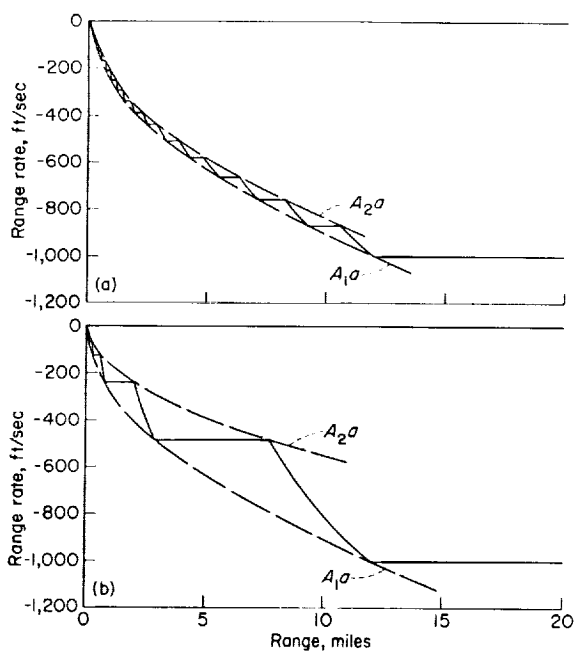 0
-200
-400
-600
-800
-1,000
-1,200
Range rate, ft/sec
A₂a
A₁a
(a)
0
-200
-400
-600
-800
-1,000
-1,200
Range rate, ft/sec
A₂a
A₁a
(b)
0 5 10 15 20
Range, miles